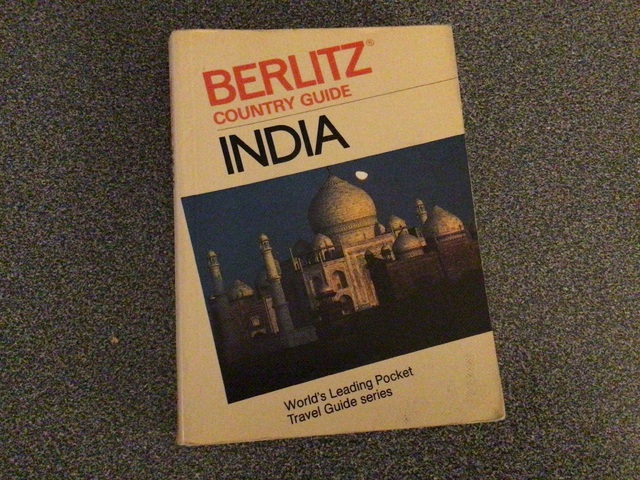 BERLITZ®
COUNTRY GUIDE
INDIA
World's Leading Pocket
Travel Guide series